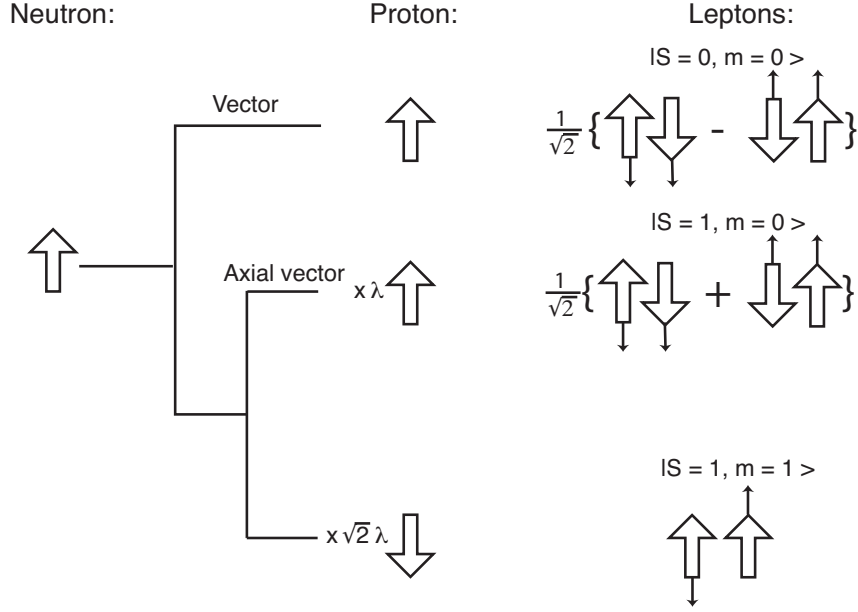 Neutron: Proton: Leptons:
|S = 0, m = 0 >
Vector
1/√2 { - }
|S = 1, m = 0 >
Axial vector
x λ
1/√2 { + }
|S = 1, m = 1 >
x √2 λ